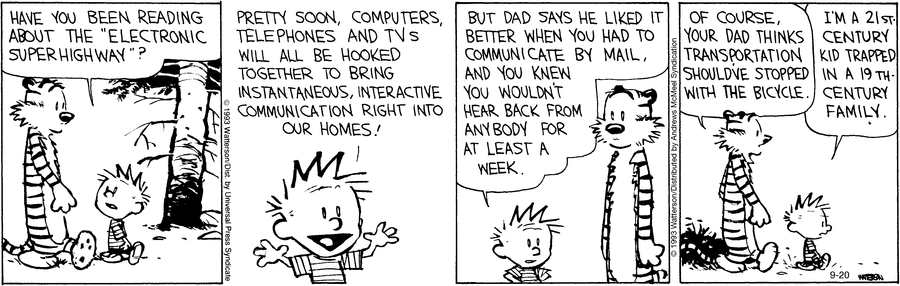 HAVE YOU BEEN READING
ABOUT THE "ELECTRONIC
SUPERHIGHWAY"?
© 1993 Watterson/Dist. by Universal Press Syndicate
PRETTY SOON, COMPUTERS,
TELEPHONES AND TVs
WILL ALL BE HOOKED
TOGETHER TO BRING
INSTANTANEOUS, INTERACTIVE
COMMUNICATION RIGHT INTO
OUR HOMES!
BUT DAD SAYS HE LIKED IT
BETTER WHEN YOU HAD TO
COMMUNICATE BY MAIL,
AND YOU KNEW
YOU WOULDN'T
HEAR BACK FROM
ANYBODY FOR
AT LEAST A
WEEK.
© 1993 Watterson/Distributed by Andrews McMeel Syndication
OF COURSE,
YOUR DAD THINKS
TRANSPORTATION
SHOULD'VE STOPPED
WITH THE BICYCLE.
I'M A 21ST-
CENTURY
KID TRAPPED
IN A 19TH-
CENTURY
FAMILY.
9-20
WATTERSON